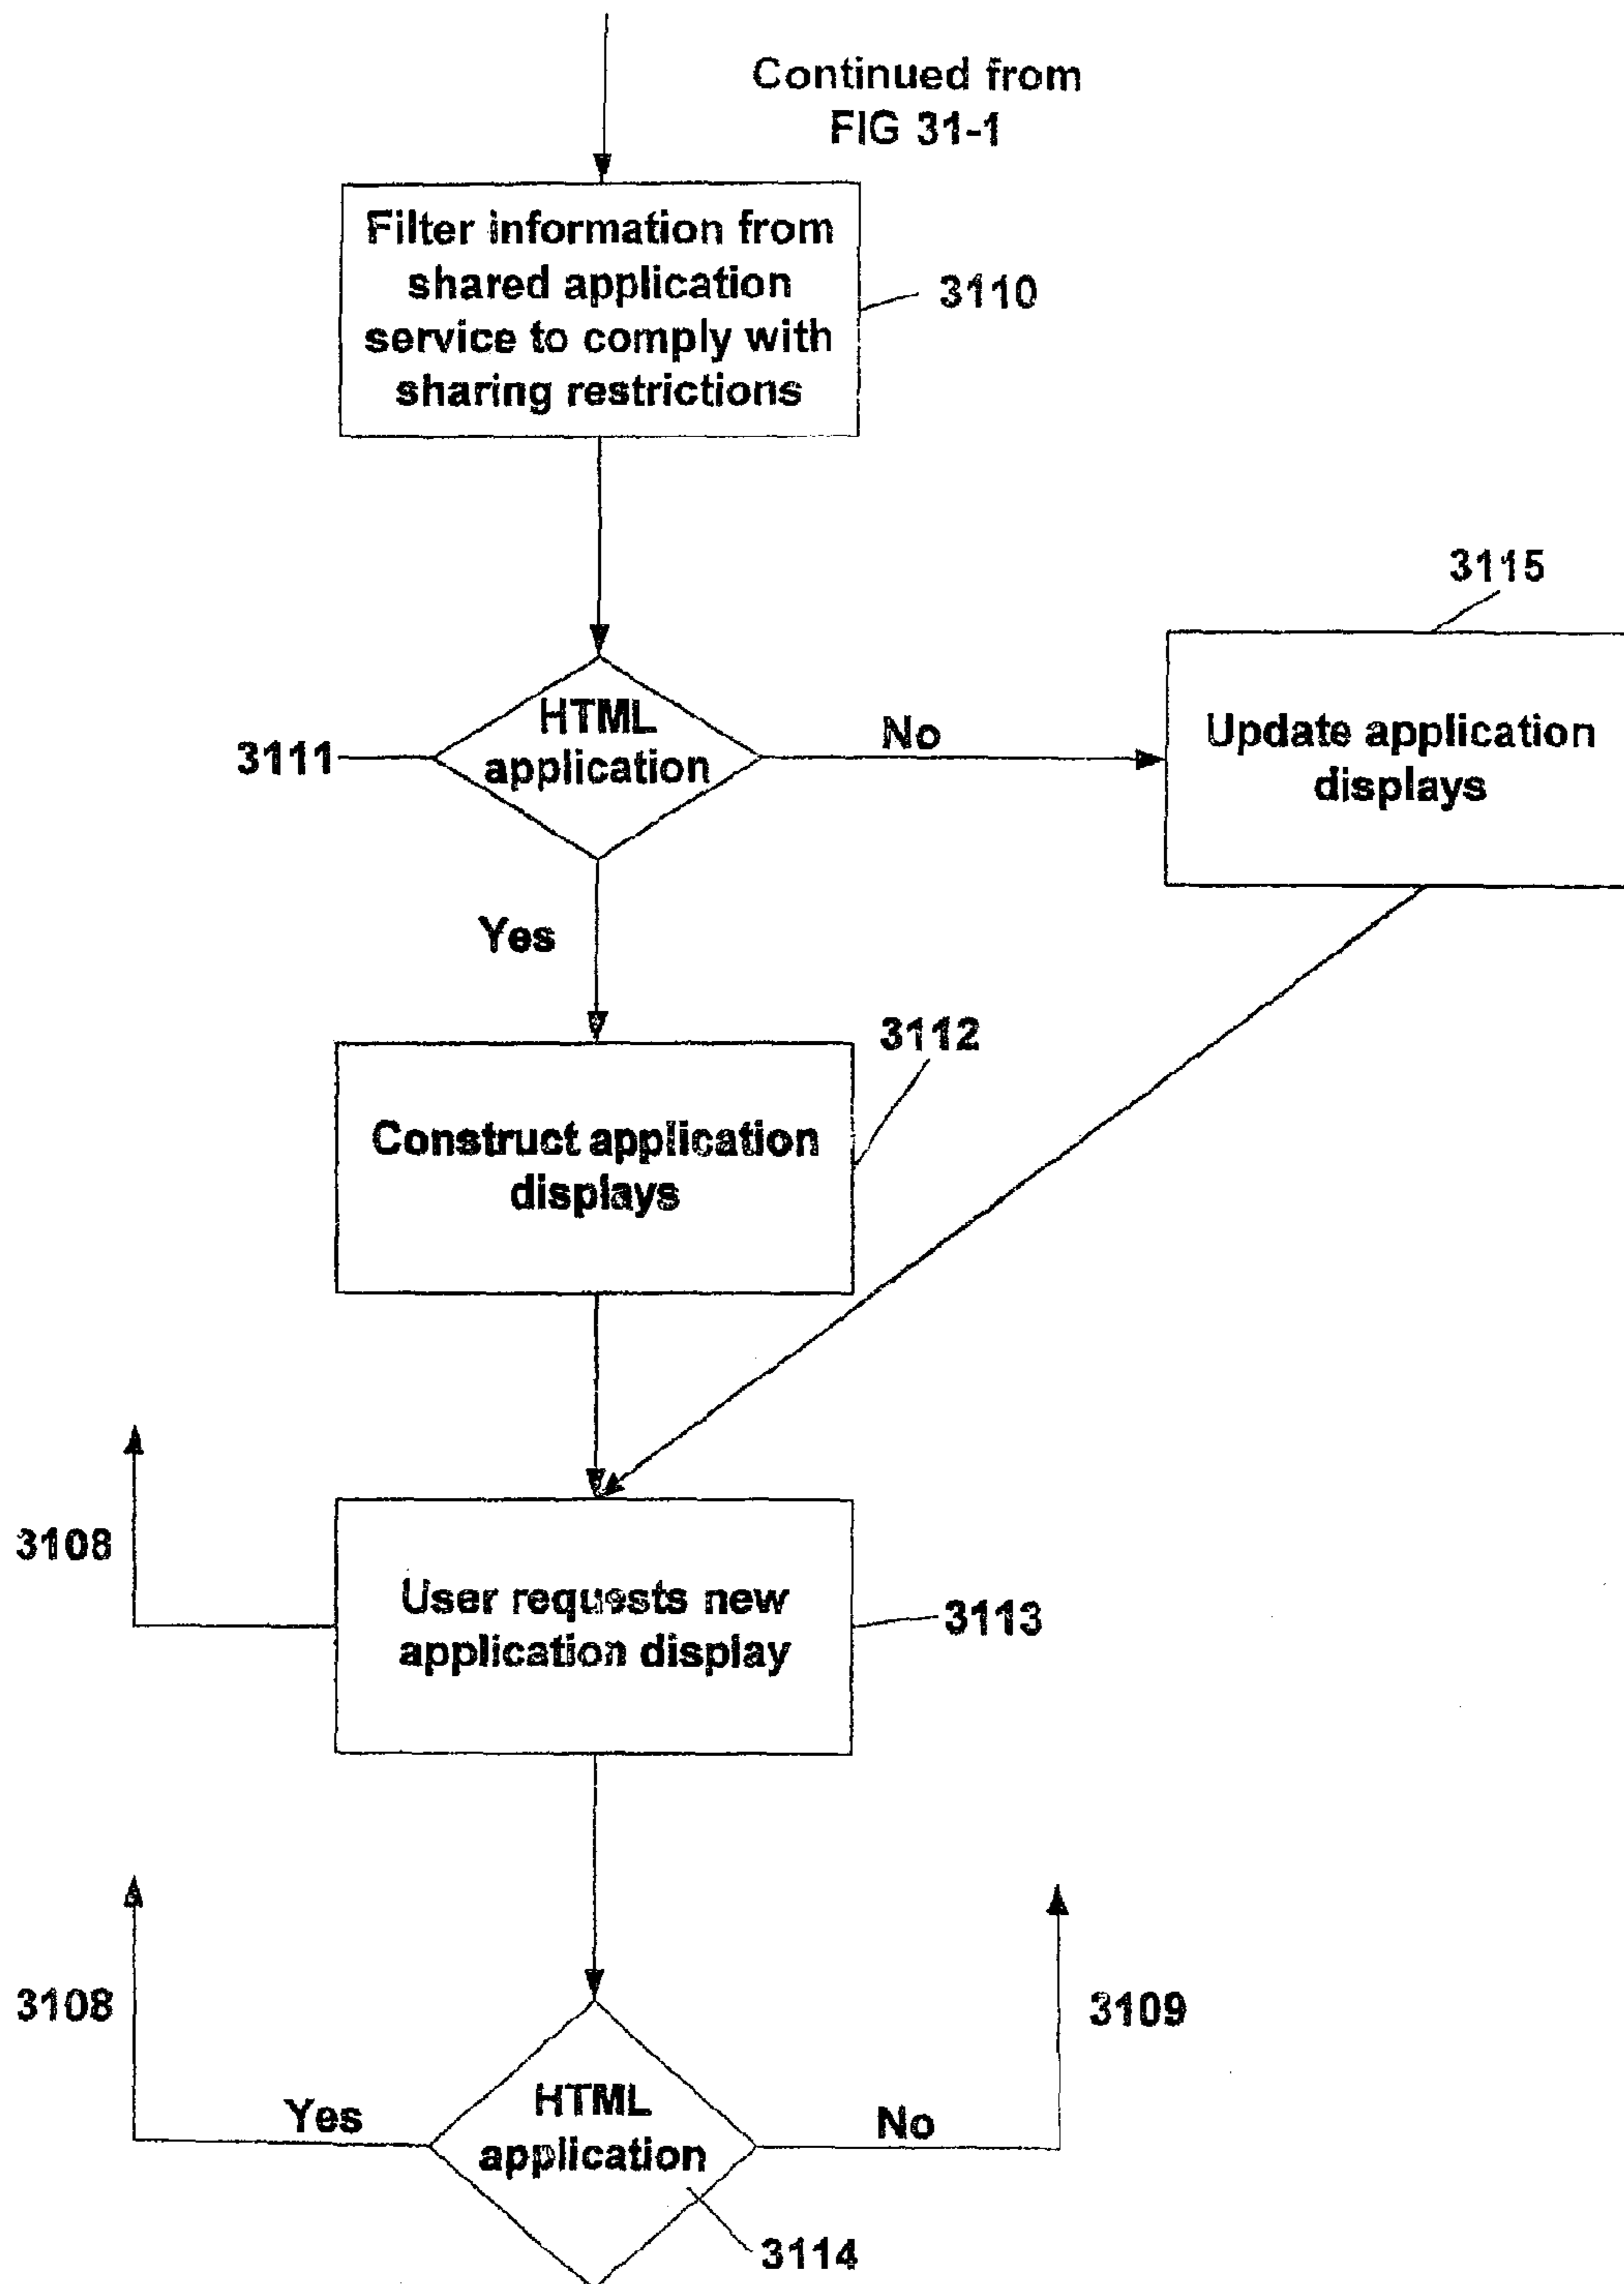 Continued from
FIG 31-1
Filter information from
shared application
service to comply with
sharing restrictions
3110
3115
HTML
application
3111
No
Update application
displays
Yes
3112
Construct application
displays
3108
User requests new
application display
3113
3108
3109
Yes
HTML
application
No
3114